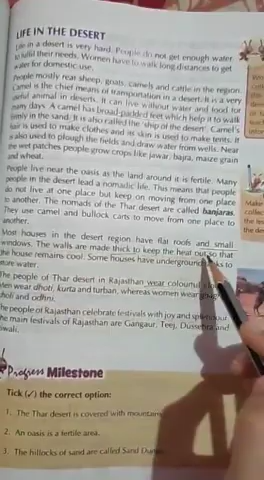 LIFE IN THE DESERT
Life in a desert is very hard. People do not get enough water
to fulfil their needs. Women have to walk long distances to get
water for domestic use.
People mostly rear sheep, goats, camels and cattle in the region.
Camel is the chief means of transportation in a desert. It is a very
useful animal in deserts. It can live without water and food for
many days. A camel has broad-padded feet which help it to walk
firmly in the sand. It is also called the 'ship of the desert'. Camel's
hair is used to make clothes and its skin is used to make tents. It
is also used to plough the fields and draw water from wells. Near
the wet patches people grow crops like jawar, bajra, maize grain
and wheat.
People live near the oasis as the land around it is fertile. Many
people in the desert lead a nomadic life. This means that people
do not live at one place but keep on moving from one place
to another. The nomads of the Thar desert are called banjaras.
They use camel and bullock carts to move from one place to
another.
Most houses in the desert region have flat roofs and small
windows. The walls are made thick to keep the heat out so that
the house remains cool. Some houses have underground to
store water.
The people of Thar desert in Rajasthan wear colourful
Men wear dhoti, kurta and turban, whereas women wear
choli and odhni.
The people of Rajasthan celebrate festivals with joy and
The main festivals of Rajasthan are Gangaur, Teej, Dussehra and
Diwali.
Progress Milestone
Tick (✓) the correct option:
1. The Thar desert is covered with
2. An oasis is a fertile area.
3. The hillocks of sand are called Sand
Make
collec
the
the de